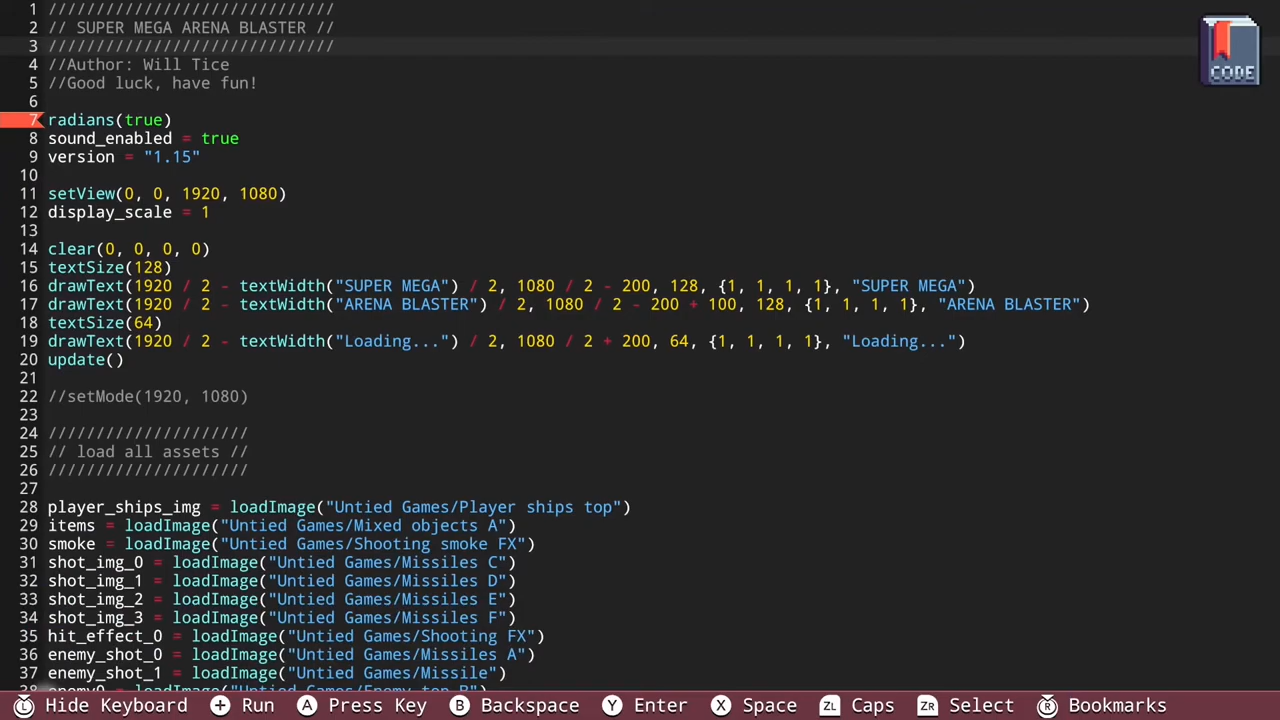 1 /////////////////////////////// 
2 // SUPER MEGA ARENA BLASTER //
3 //////////////////////////////
4 //Author: Will Tice
5 //Good luck, have fun!
6
7 radians(true)
8 sound_enabled = true
9 version = "1.15"
10
11 setView(0, 0, 1920, 1080)
12 display_scale = 1
13
14 clear(0, 0, 0, 0)
15 textSize(128)
16 drawText(1920 / 2 - textWidth("SUPER MEGA") / 2, 1080 / 2 - 200, 128, {1, 1, 1, 1}, "SUPER MEGA")
17 drawText(1920 / 2 - textWidth("ARENA BLASTER") / 2, 1080 / 2 - 200 + 100, 128, {1, 1, 1, 1}, "ARENA BLASTER")
18 textSize(64)
19 drawText(1920 / 2 - textWidth("Loading...") / 2, 1080 / 2 + 200, 64, {1, 1, 1, 1}, "Loading...")
20 update()
21
22 //setMode(1920, 1080)
23
24 /////////////////////
25 // load all assets //
26 /////////////////////
27
28 player_ships_img = loadImage("Untied Games/Player ships top")
29 items = loadImage("Untied Games/Mixed objects A")
30 smoke = loadImage("Untied Games/Shooting smoke FX")
31 shot_img_0 = loadImage("Untied Games/Missiles C")
32 shot_img_1 = loadImage("Untied Games/Missiles D")
33 shot_img_2 = loadImage("Untied Games/Missiles E")
34 shot_img_3 = loadImage("Untied Games/Missiles F")
35 hit_effect_0 = loadImage("Untied Games/Shooting FX")
36 enemy_shot_0 = loadImage("Untied Games/Missiles A")
37 enemy_shot_1 = loadImage("Untied Games/Missile")
38 enemy0 = loadImage("Untied Games/Enemy top B")
CODE
L Hide Keyboard + Run A Press Key B Backspace Y Enter X Space ZL Caps ZR Select R Bookmarks